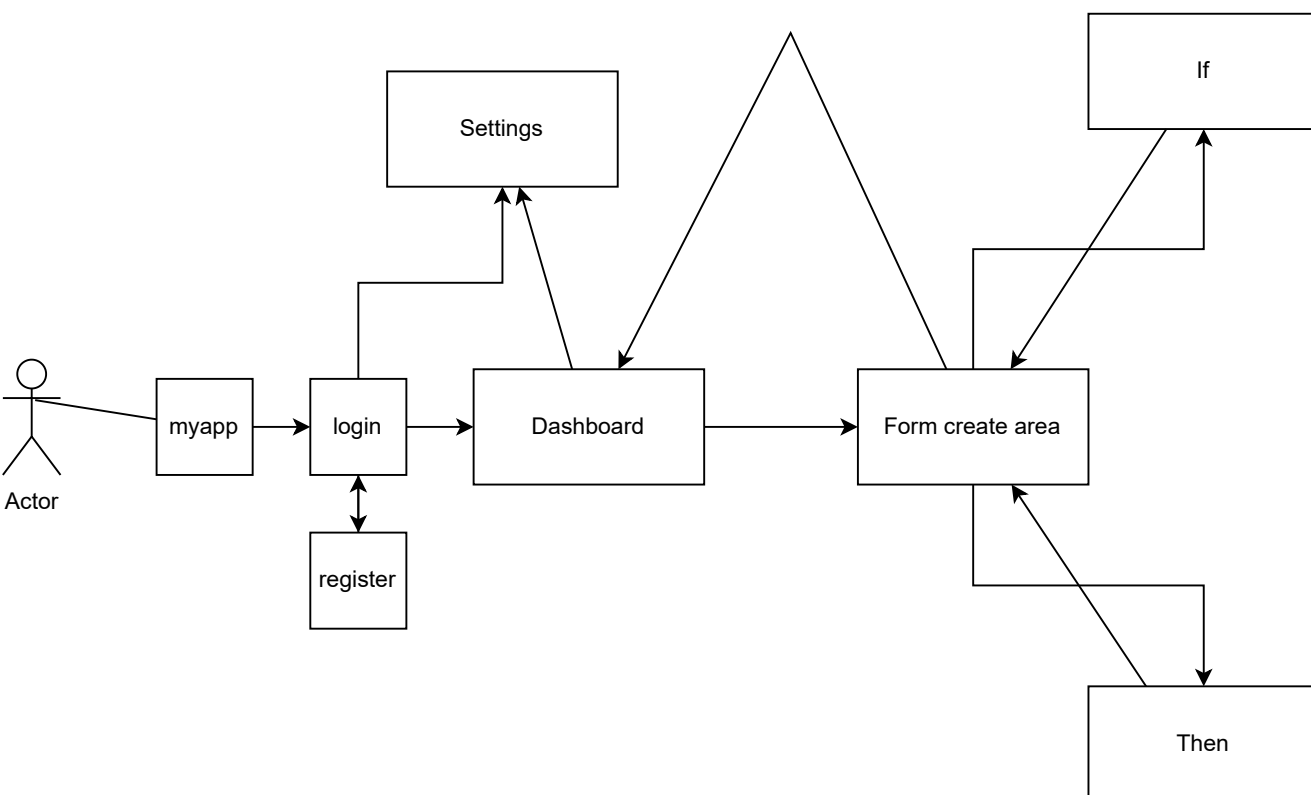 If
Settings
myapp
login
Dashboard
Form create area
Actor
register
Then